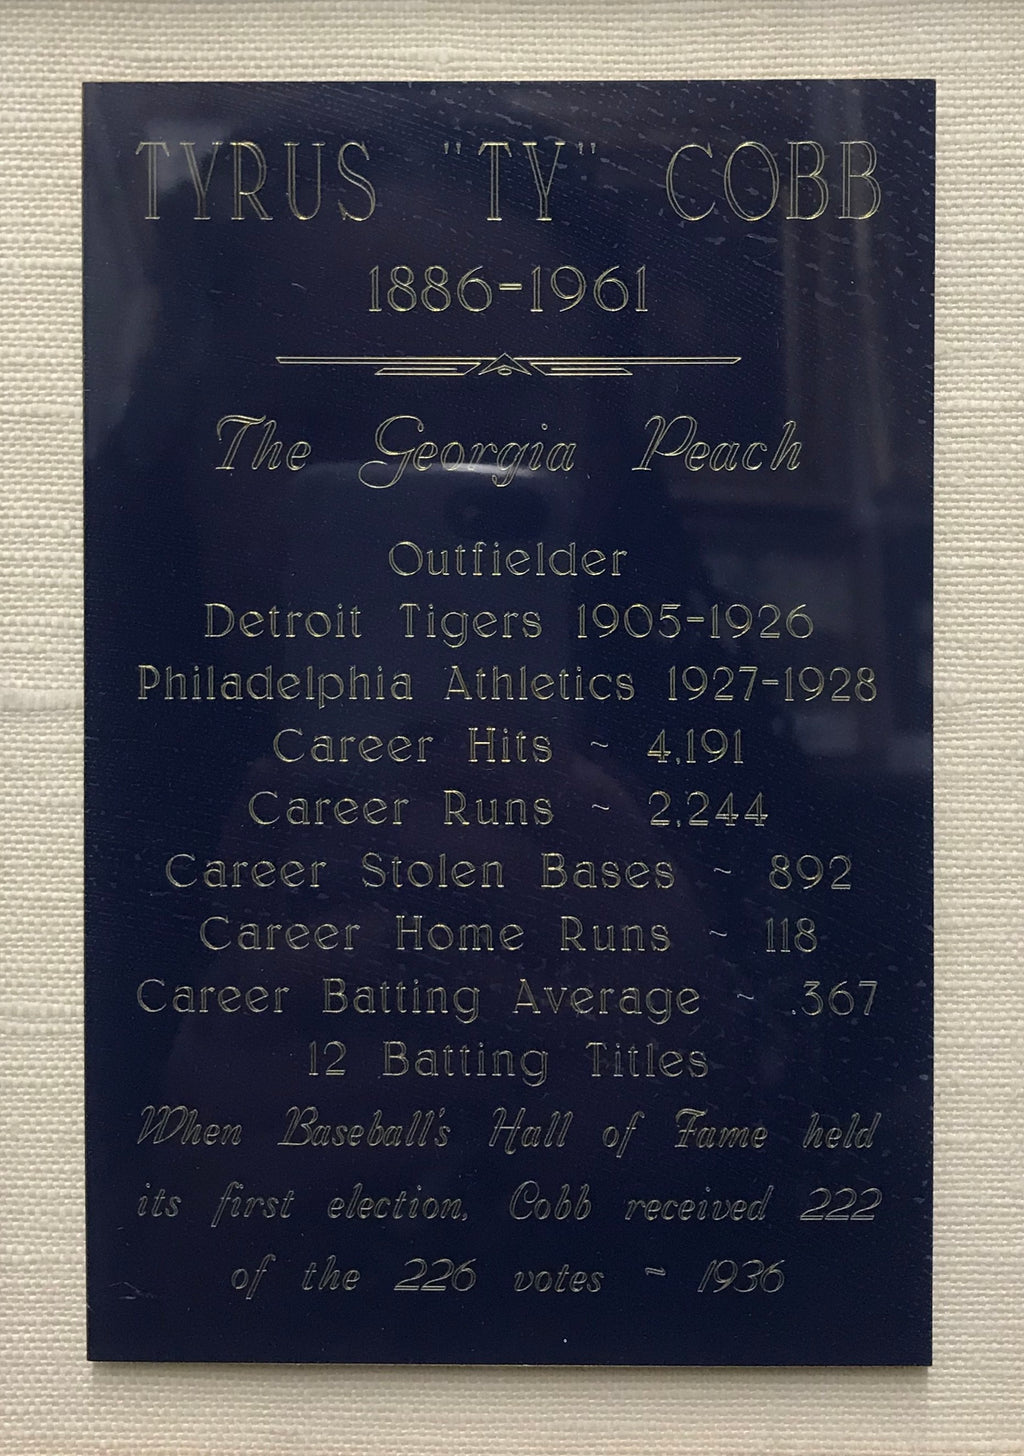 TYRUS "TY" COBB
1886-1961
The Georgia Peach
Outfielder
Detroit Tigers 1905-1926
Philadelphia Athletics 1927-1928
Career Hits ~ 4,191
Career Runs ~ 2,244
Career Stolen Bases ~ 892
Career Home Runs ~ 118
Career Batting Average ~ .367
12 Batting Titles
When Baseball's Hall of Fame held
its first election, Cobb received 222
of the 226 votes ~ 1936